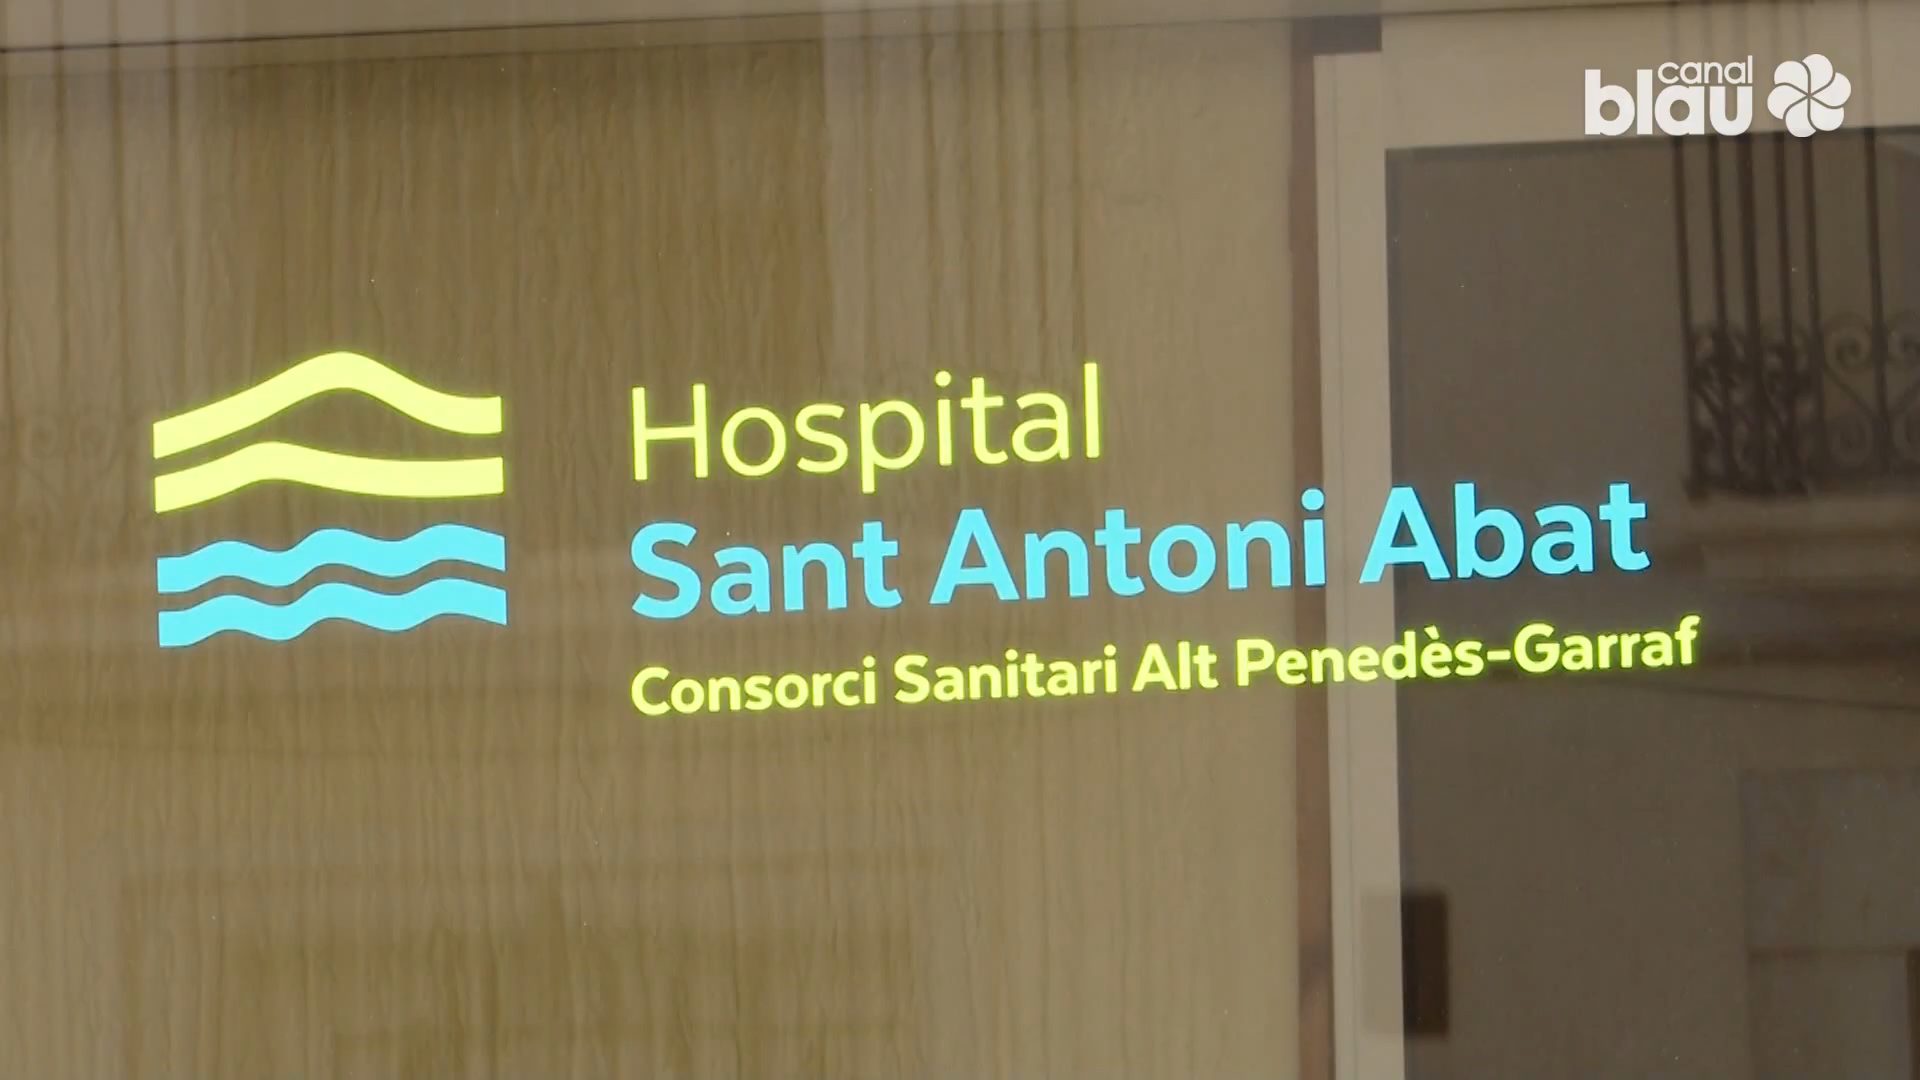 canal
blau
Hospital
Sant Antoni Abat
Consorci Sanitari Alt Penedès-Garraf